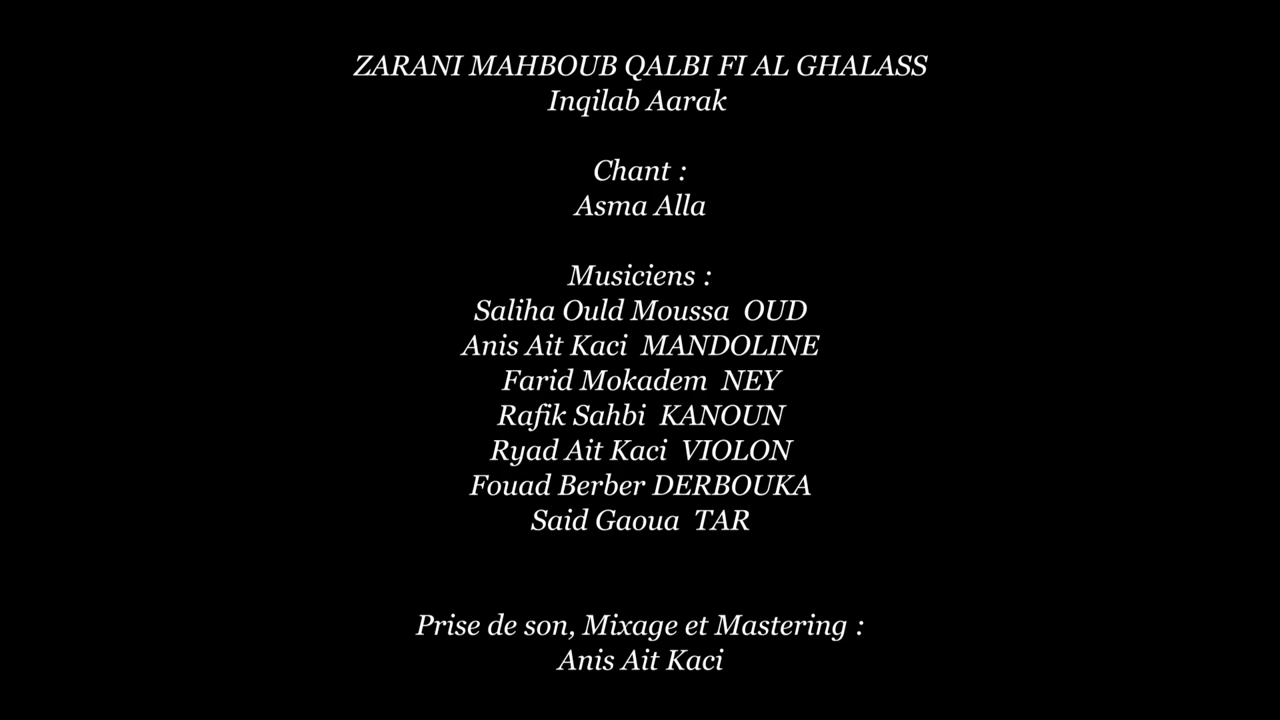 ZARANI MAHBOUB QALBI FI AL GHALASS
Inqilab Aarak
Chant :
Asma Alla
Musiciens :
Saliha Ould Moussa OUD
Anis Ait Kaci MANDOLINE
Farid Mokadem NEY
Rafik Sahbi KANOUN
Ryad Ait Kaci VIOLON
Fouad Berber DERBOUKA
Said Gaoua TAR
Prise de son, Mixage et Mastering :
Anis Ait Kaci